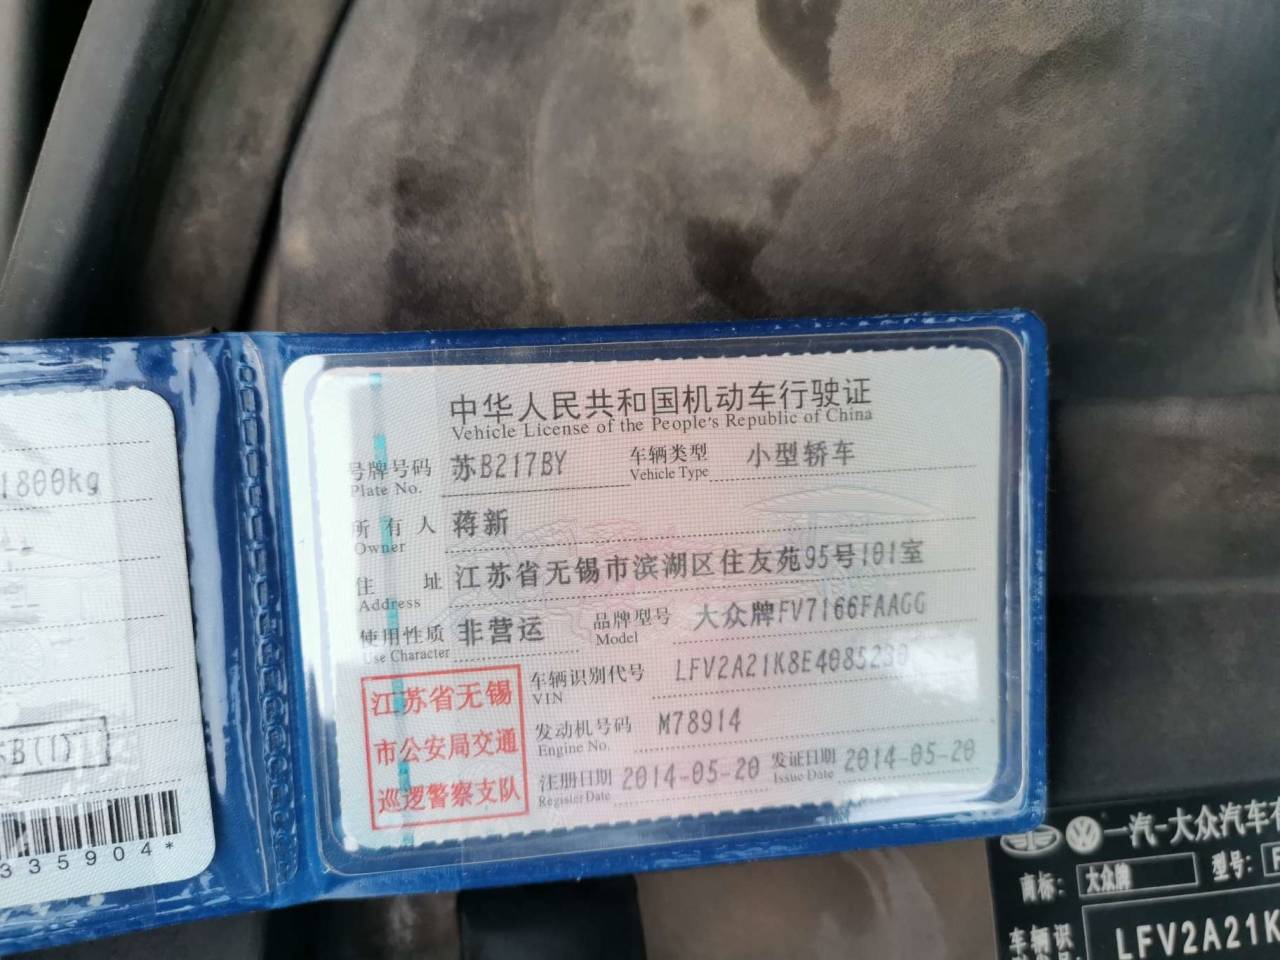 中华人民共和国机动车行驶证
Vehicle License of the People's Republic of China
号牌号码 苏B217BY 车辆类型 小型轿车
Plate No. Vehicle Type
所有人 蒋新
Owner
住址 江苏省无锡市滨湖区住友苑95号101室
Address
使用性质 非营运 品牌型号 大众牌FV7166FAAGG
Use Character Model
车辆识别代号 LFV2A21K8E4085230
VIN
发动机号码 M78914
Engine No.
注册日期 2014-05-20 发证日期 2014-05-20
Register Date Issue Date
江苏省无锡
市公安局交通
巡逻警察支队
1800kg
B(1)
335904*
一汽-大众汽车有
商标: 大众牌 型号: F
车辆识
LFV2A21K